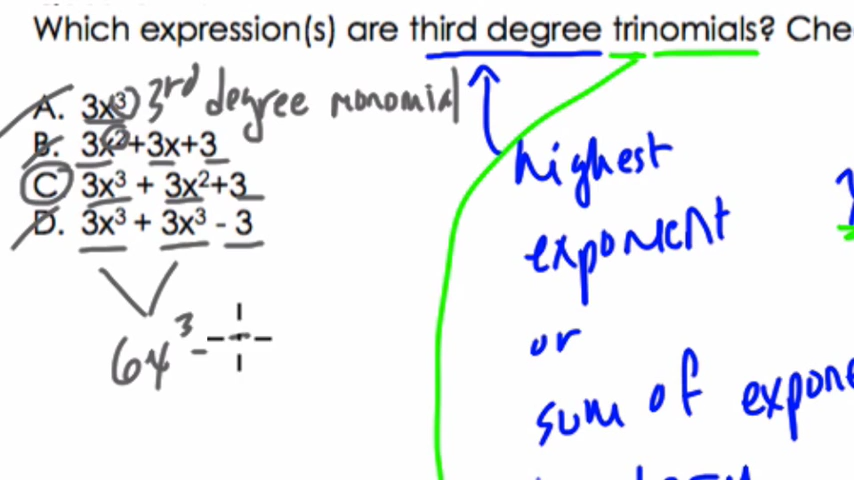 Which expression(s) are third degree trinomials? Che
A. 3x³ 3rd degree monomial
B. 3x²+3x+3
C. 3x³ + 3x²+3
D. 3x³ + 3x³ - 3
6x³ -
highest
exponent
or
sum of expone